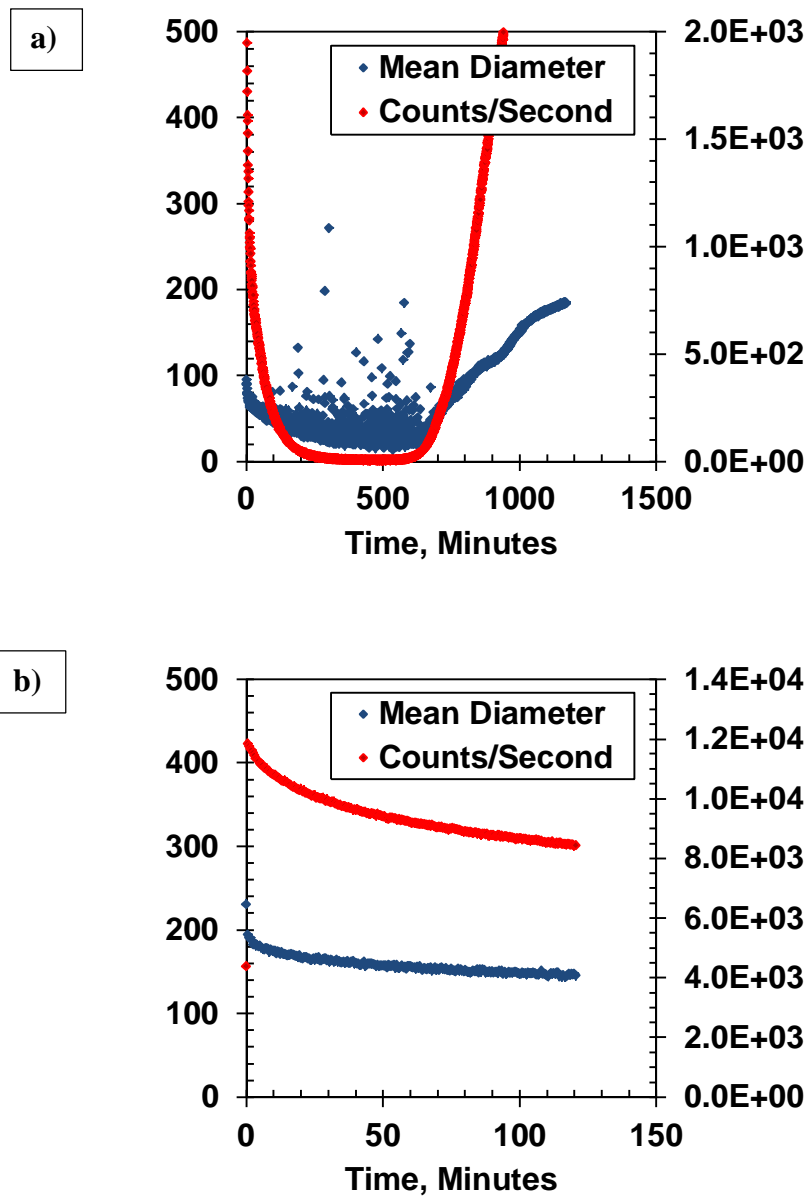 a)
500
400
300
200
100
0
2.0E+03
1.5E+03
1.0E+03
5.0E+02
0.0E+00
Mean Diameter
Counts/Second
0 500 1000 1500
Time, Minutes
b)
500
400
300
200
100
0
1.4E+04
1.2E+04
1.0E+04
8.0E+03
6.0E+03
4.0E+03
2.0E+03
0.0E+00
Mean Diameter
Counts/Second
0 50 100 150
Time, Minutes